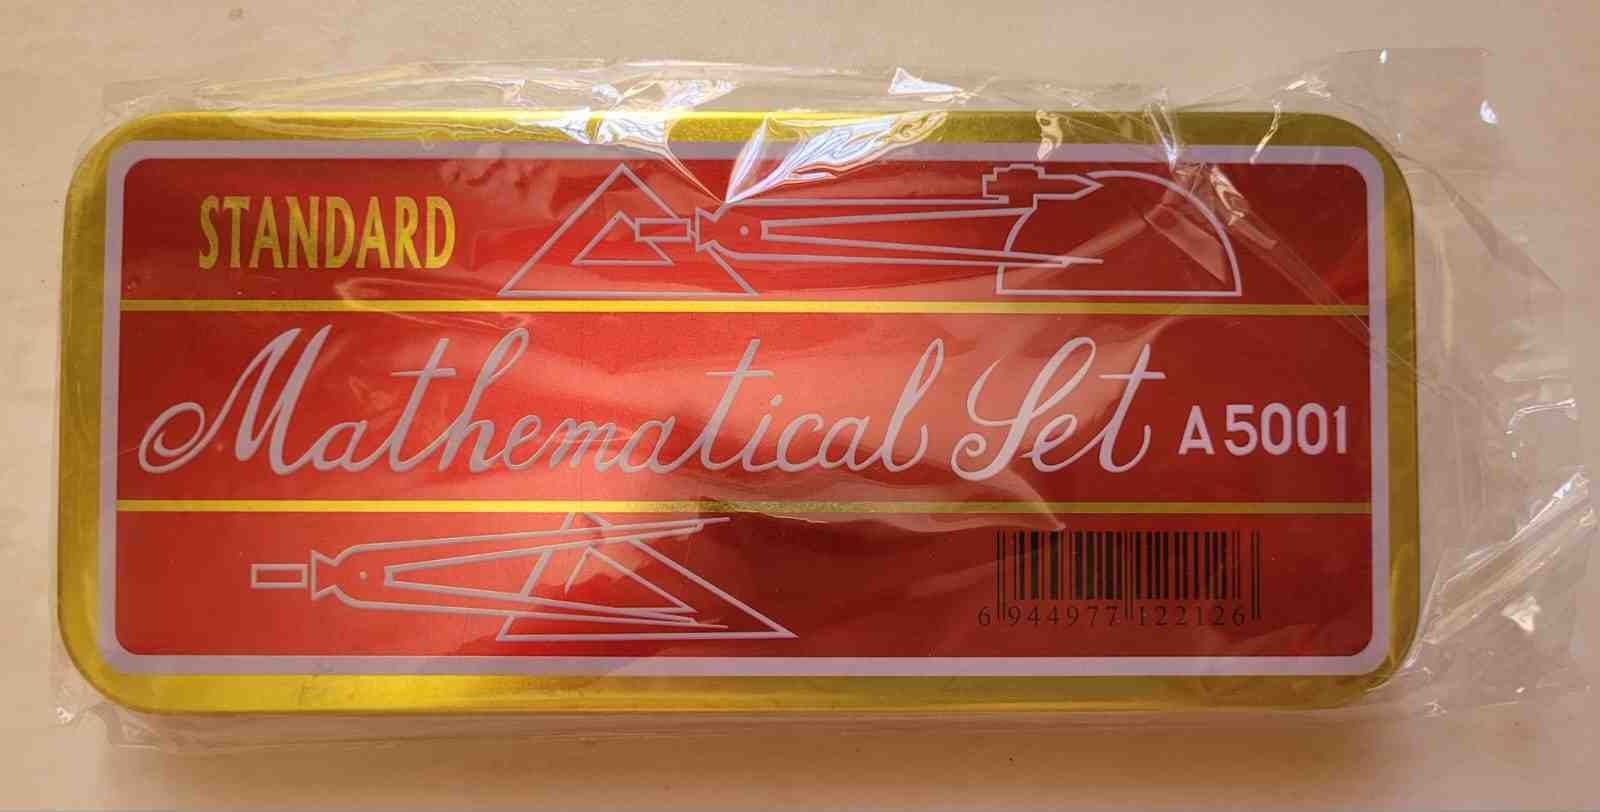 STANDARD
Mathematical Set A5001
6 944977 122126